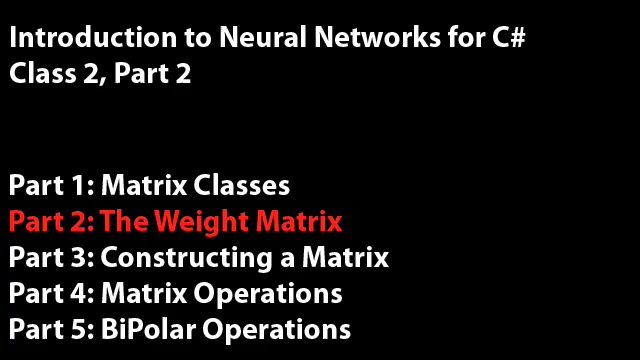 Introduction to Neural Networks for C#
Class 2, Part 2
Part 1: Matrix Classes
Part 2: The Weight Matrix
Part 3: Constructing a Matrix
Part 4: Matrix Operations
Part 5: BiPolar Operations